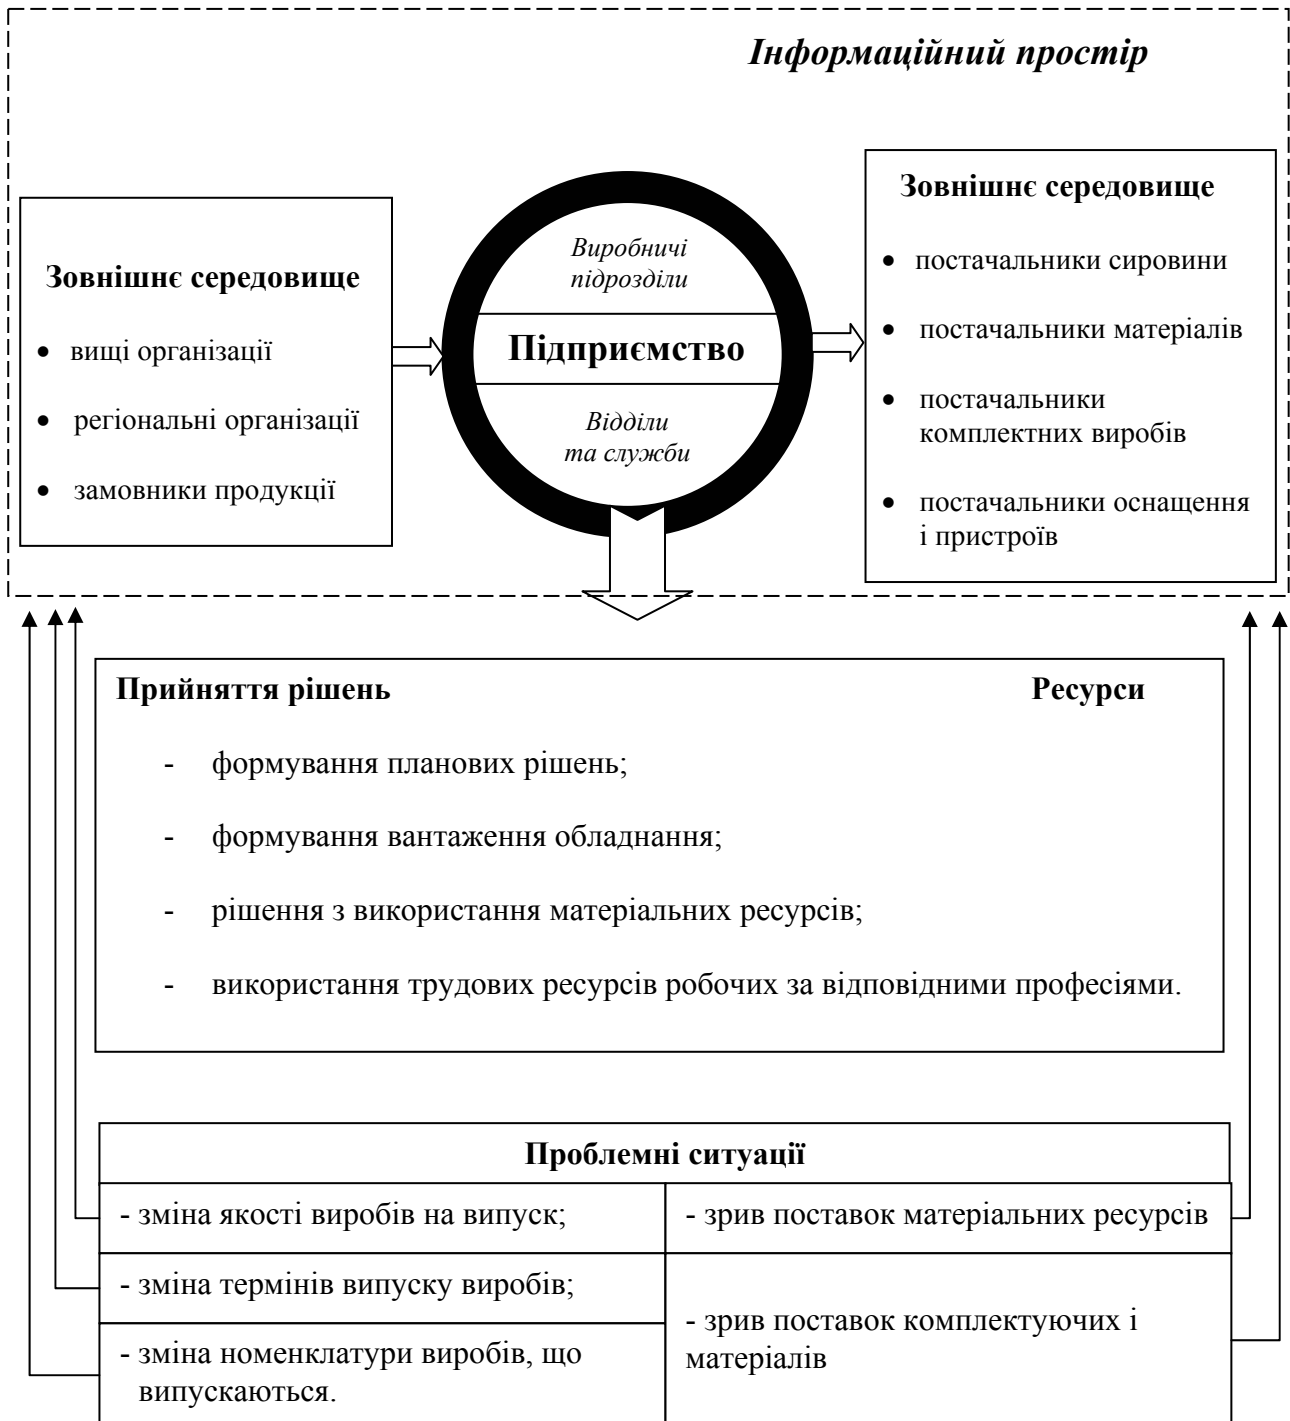 Інформаційний простір
Зовнішнє середовище
• вищі організації
• регіональні організації
• замовники продукції
Виробничі
підрозділи
Підприємство
Відділи
та служби
Зовнішнє середовище
• постачальники сировини
• постачальники матеріалів
• постачальники
комплектних виробів
• постачальники оснащення
і пристроїв
Прийняття рішень
Ресурси
- формування планових рішень;
- формування вантаження обладнання;
- рішення з використання матеріальних ресурсів;
- використання трудових ресурсів робочих за відповідними професіями.
Проблемні ситуації
- зміна якості виробів на випуск;
- зрив поставок матеріальних ресурсів
- зміна термінів випуску виробів;
- зрив поставок комплектуючих і
матеріалів
- зміна номенклатури виробів, що
випускаються.